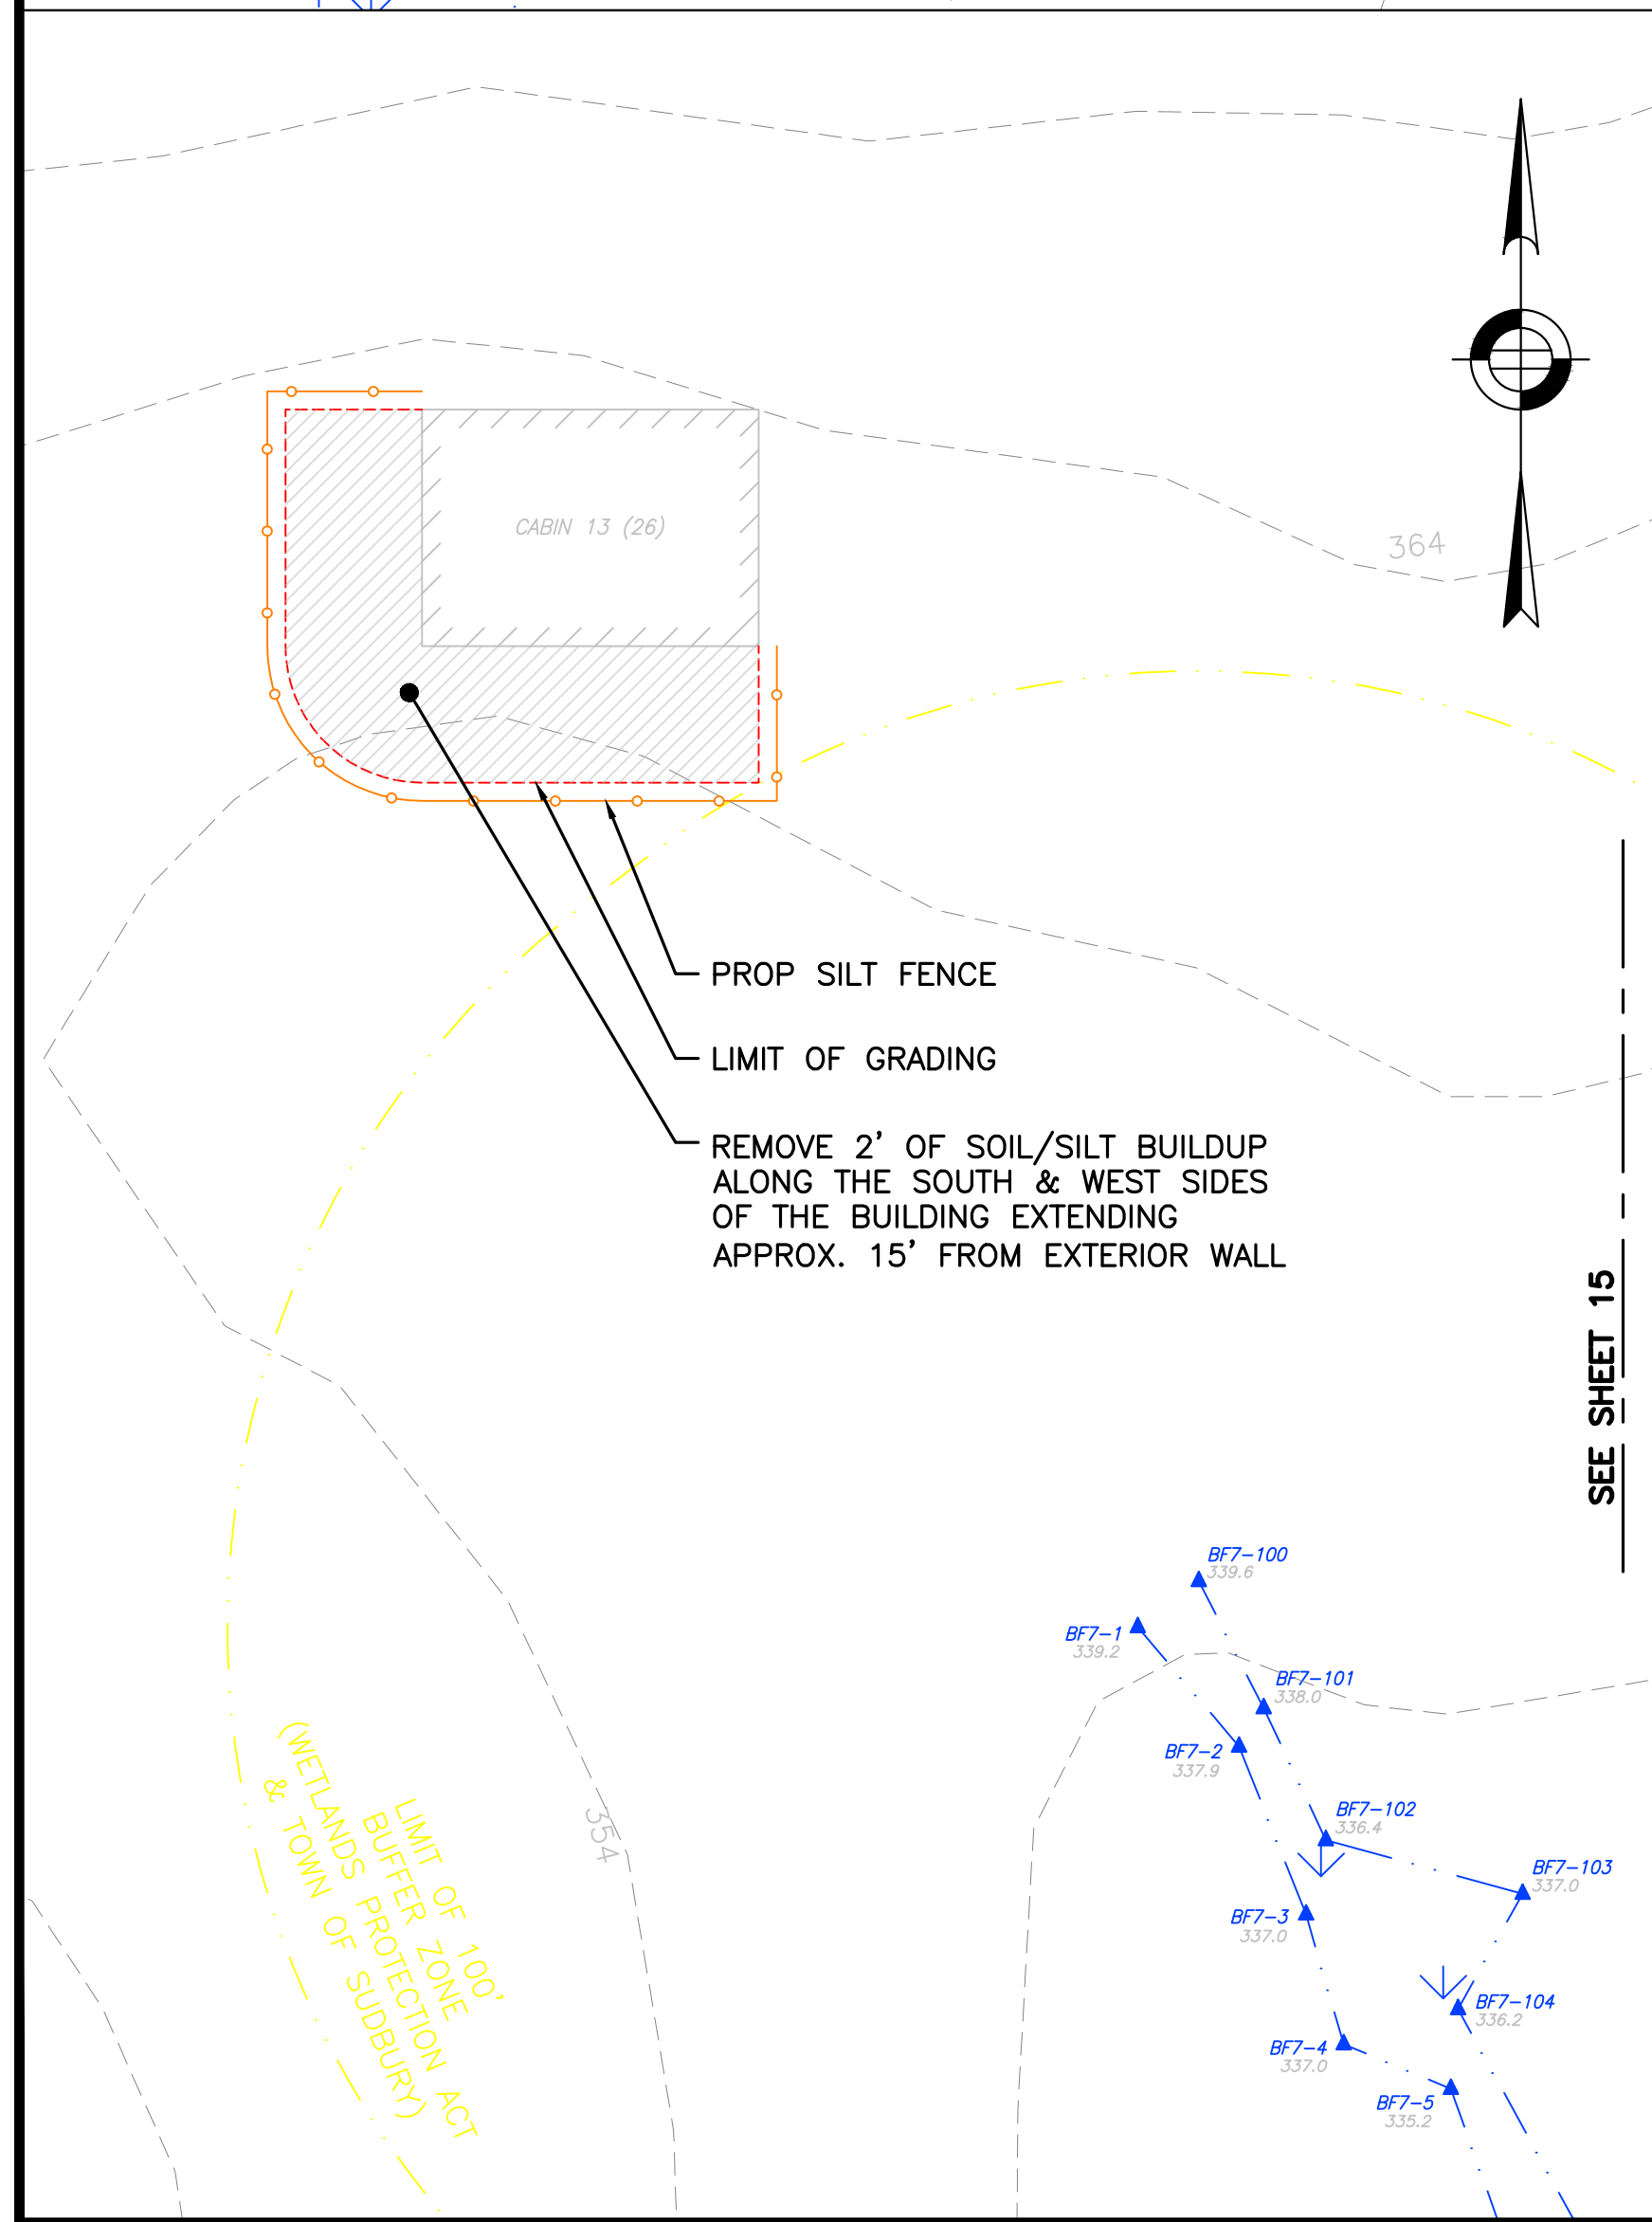 CABIN 13 (26)
364
PROP SILT FENCE
LIMIT OF GRADING
REMOVE 2' OF SOIL/SILT BUILDUP
ALONG THE SOUTH & WEST SIDES
OF THE BUILDING EXTENDING
APPROX. 15' FROM EXTERIOR WALL
SEE SHEET 15
BF7-100
339.6
BF7-1
339.2
BF7-101
338.0
BF7-2
337.9
BF7-102
336.4
BF7-103
337.0
BF7-3
337.0
BF7-104
336.2
BF7-4
337.0
BF7-5
335.2
354
LIMIT OF 100'
BUFFER ZONE
(WETLANDS PROTECTION ACT
& TOWN OF SUDBURY)